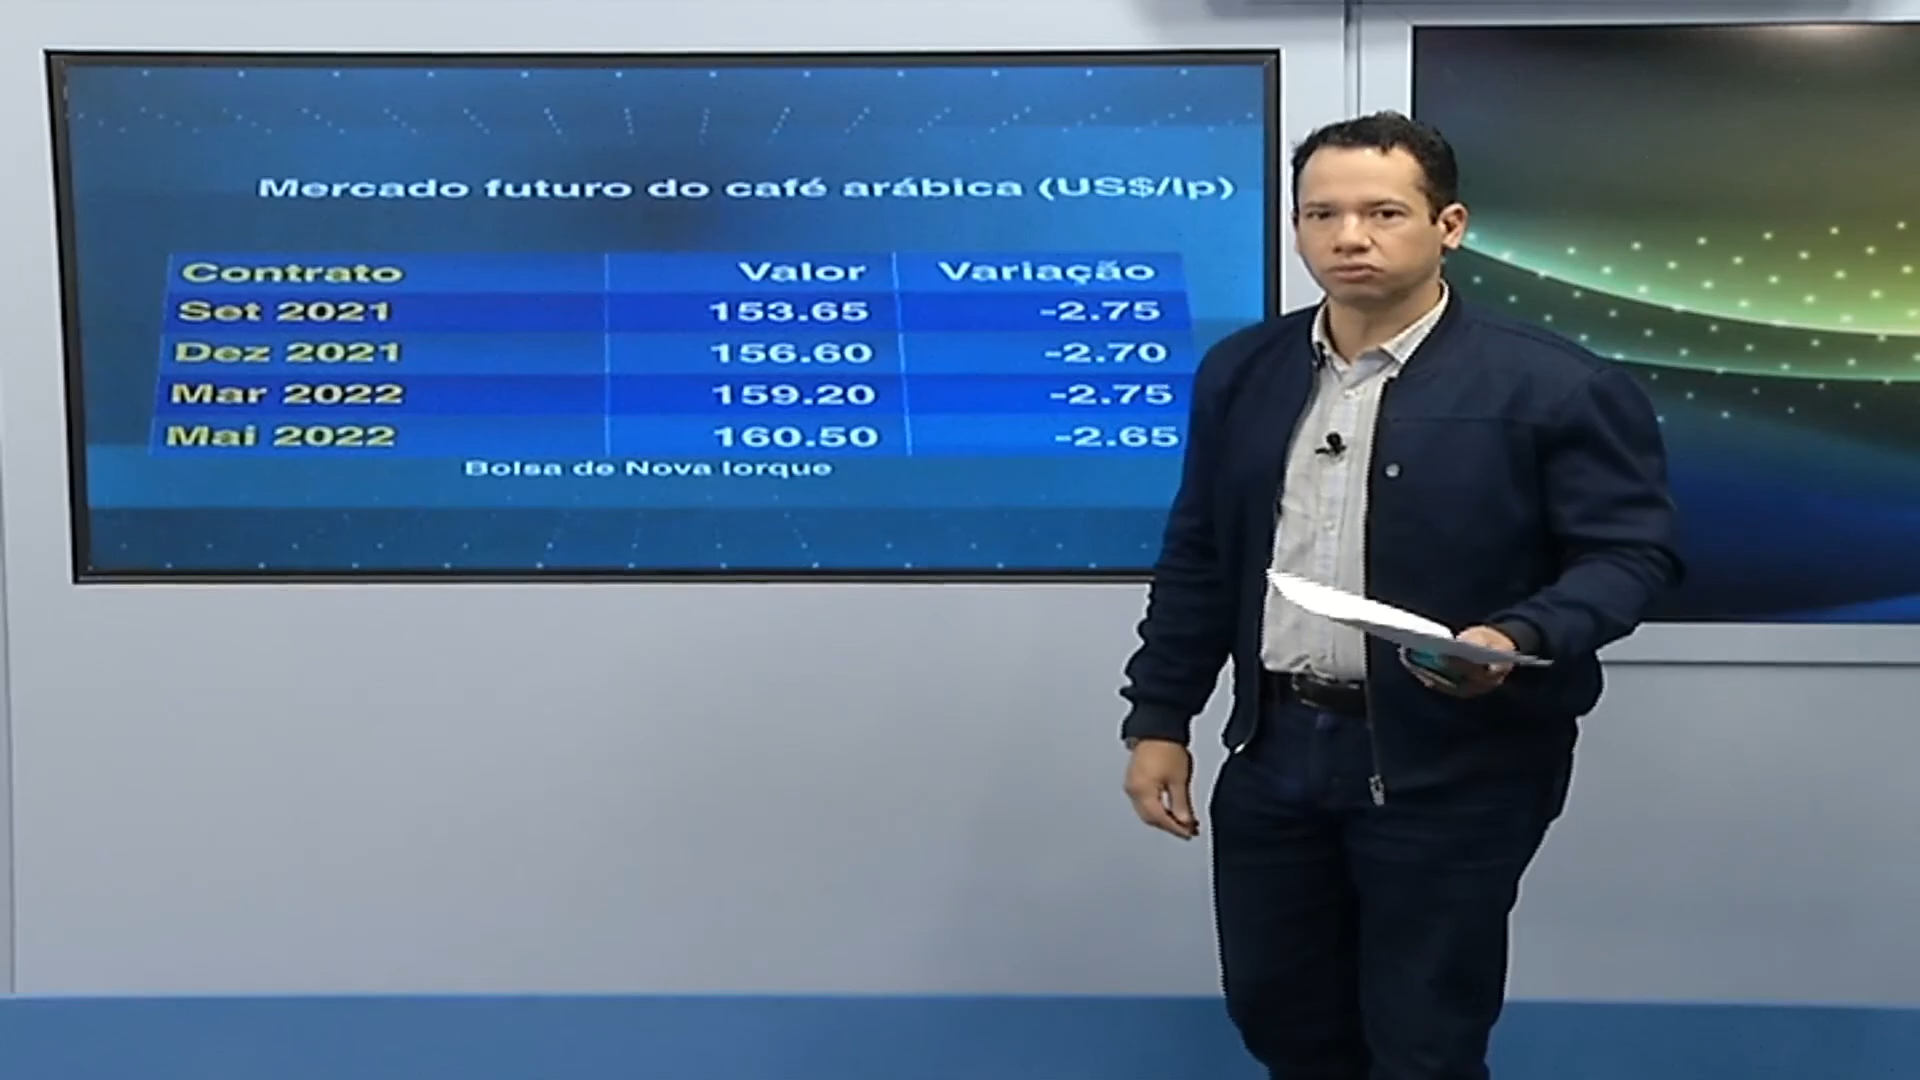 Mercado futuro do café arábica (US$/lp)
Contrato Valor Variação
Set 2021 153.65 -2.75
Dez 2021 156.60 -2.70
Mar 2022 159.20 -2.75
Mai 2022 160.50 -2.65
Bolsa de Nova Iorque